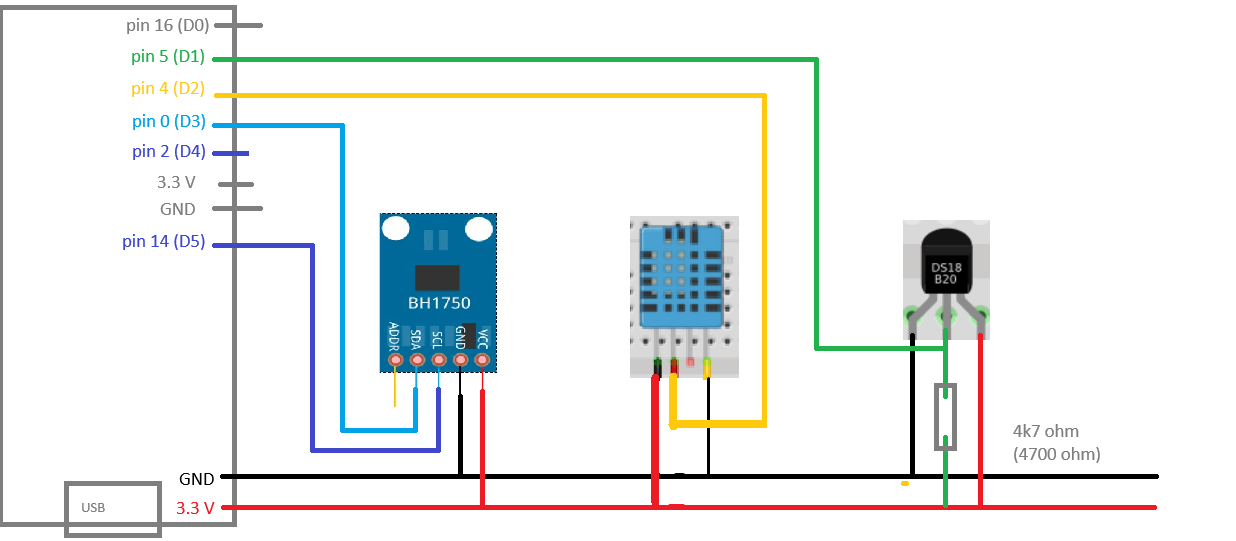 pin 16 (D0)
pin 5 (D1)
pin 4 (D2)
pin 0 (D3)
pin 2 (D4)
3.3 V
GND
pin 14 (D5)
BH1750
ADDR
SDA
SCL
GND
VCC
DS18
B20
4k7 ohm
(4700 ohm)
GND
3.3 V
USB